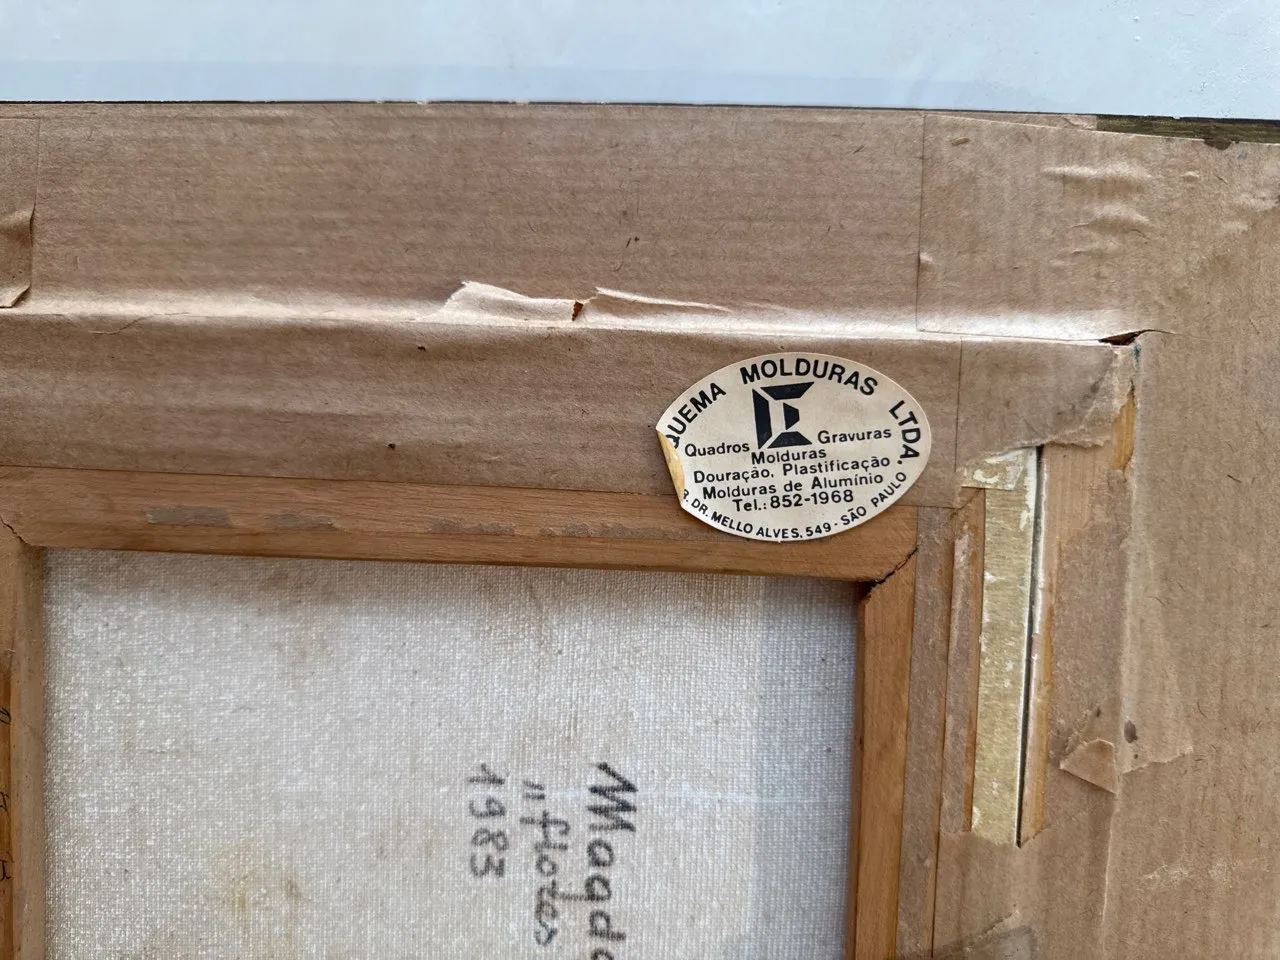 QUEMA MOLDURAS LTDA.
Quadros Gravuras
Molduras
Douração, Plastificação
Molduras de Alumínio
Tel.: 852-1968
R. DR. MELLO ALVES, 549 - SÃO PAULO
"flores
1983